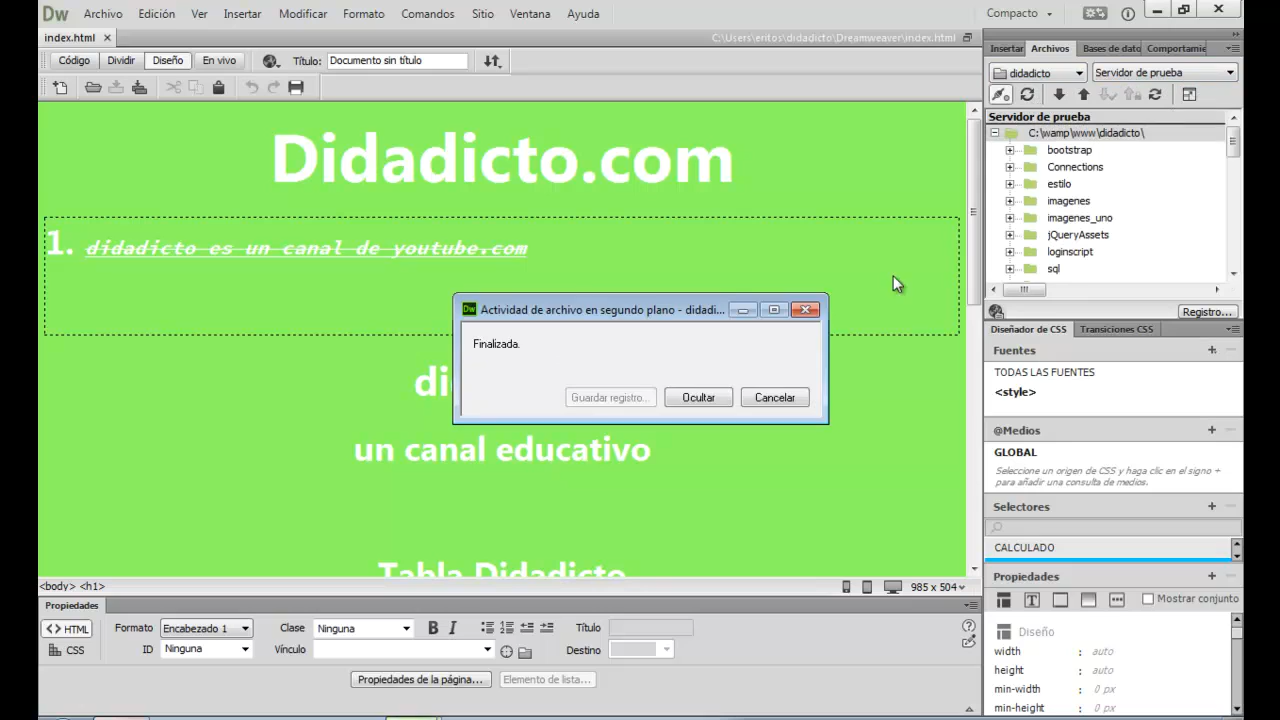 Dw Archivo Edición Ver Insertar Modificar Formato Comandos Sitio Ventana Ayuda Compacto
index.html
C:\Users\eritos\didadicto\Dreamweaver\index.html
Código Dividir Diseño En vivo Título: Documento sin título
Insertar Archivos Bases de dato Comportamie
didadicto Servidor de prueba
Servidor de prueba
C:\wamp\www\didadicto\
bootstrap
Connections
estilo
imagenes
imagenes_uno
jQueryAssets
loginscript
sql
Registro...
Didadicto.com
1. didadicto es un canal de youtube.com
Dw Actividad de archivo en segundo plano - didadi...
Finalizada.
Guardar registro... Ocultar Cancelar
un canal educativo
Tabla Didadicto
Diseñador de CSS Transiciones CSS
Fuentes
TODAS LAS FUENTES
<style>
@Medios
GLOBAL
Seleccione un origen de CSS y haga clic en el signo +
para añadir una consulta de medios.
Selectores
CALCULADO
Propiedades
Mostrar conjunto
Diseño
width : auto
height : auto
min-width : 0 px
min-height : 0 px
<body> <h1> 985 x 504
Propiedades
<> HTML Formato Encabezado 1 Clase Ninguna B I Título
CSS ID Ninguna Vínculo Destino
Propiedades de la página... Elemento de lista...